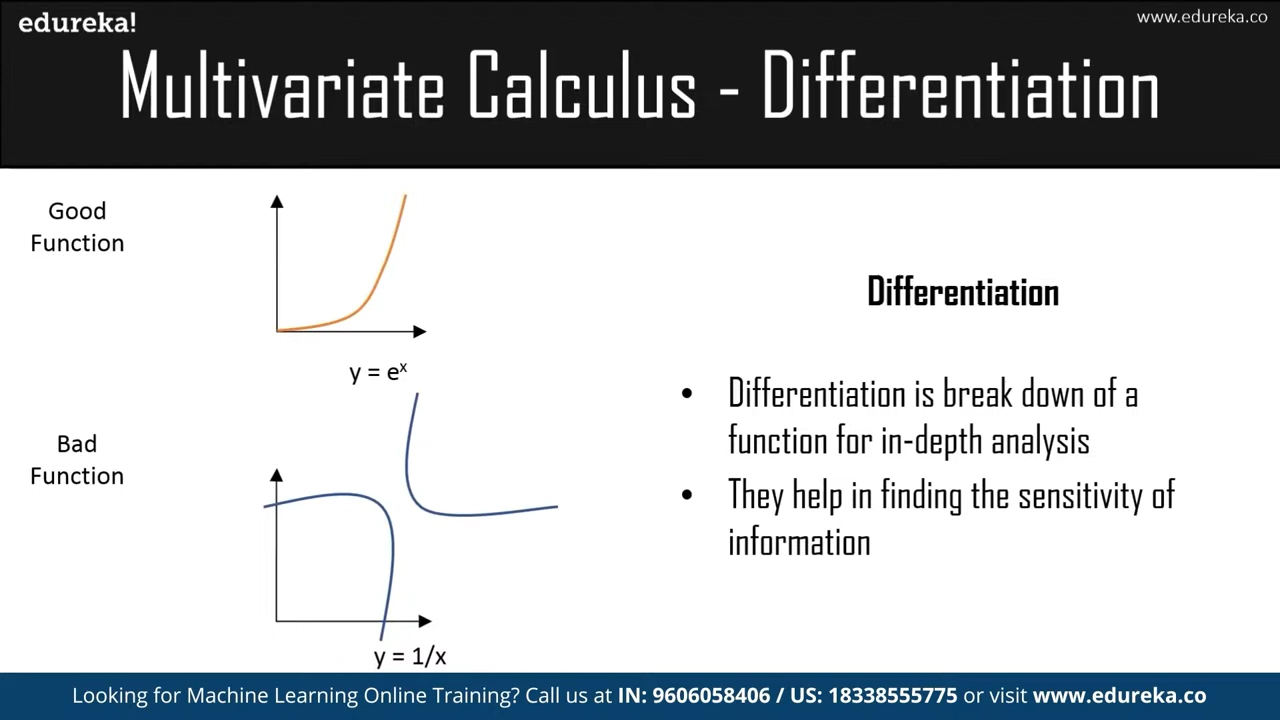 edureka!
www.edureka.co
Multivariate Calculus - Differentiation
Good
Function
y = eˣ
Bad
Function
y = 1/x
Differentiation
• Differentiation is break down of a
function for in-depth analysis
• They help in finding the sensitivity of
information
Looking for Machine Learning Online Training? Call us at IN: 9606058406 / US: 18338555775 or visit www.edureka.co